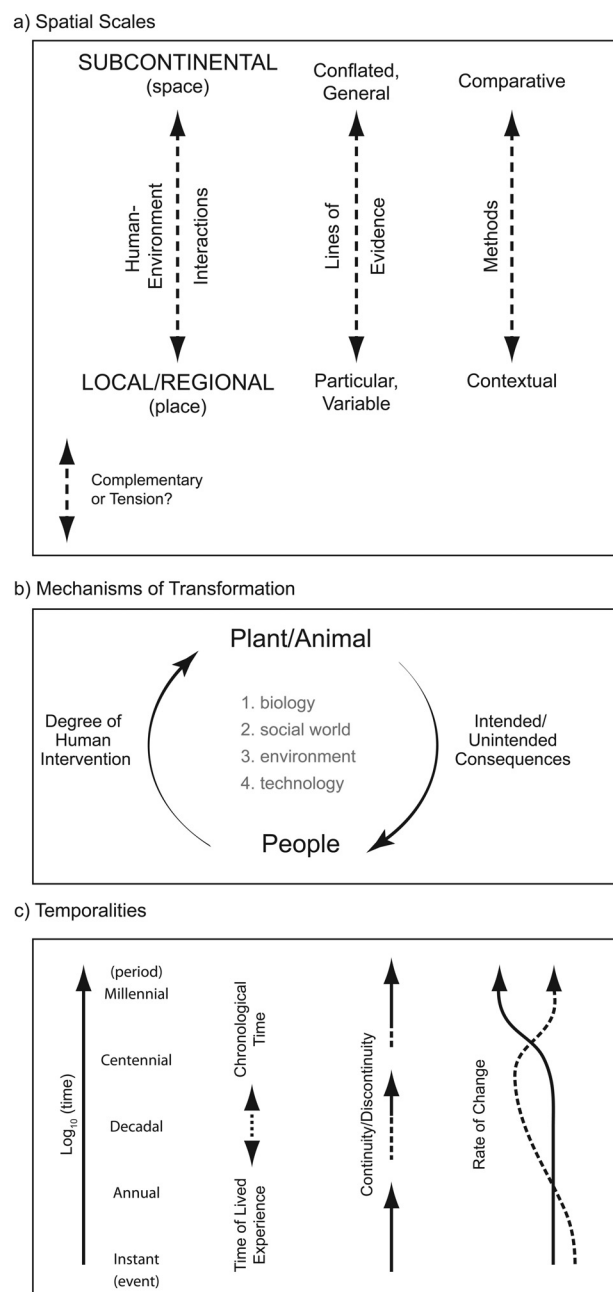 a) Spatial Scales
SUBCONTINENTAL
(space)
Conflated,
General
Comparative
Human-
Environment
Interactions
Lines of
Evidence
Methods
LOCAL/REGIONAL
(place)
Particular,
Variable
Contextual
Complementary
or Tension?
b) Mechanisms of Transformation
Plant/Animal
Degree of
Human
Intervention
1. biology
2. social world
3. environment
4. technology
Intended/
Unintended
Consequences
People
c) Temporalities
Log₁₀ (time)
(period)
Millennial
Centennial
Decadal
Annual
Instant
(event)
Chronological
Time
Time of Lived
Experience
Continuity/Discontinuity
Rate of Change